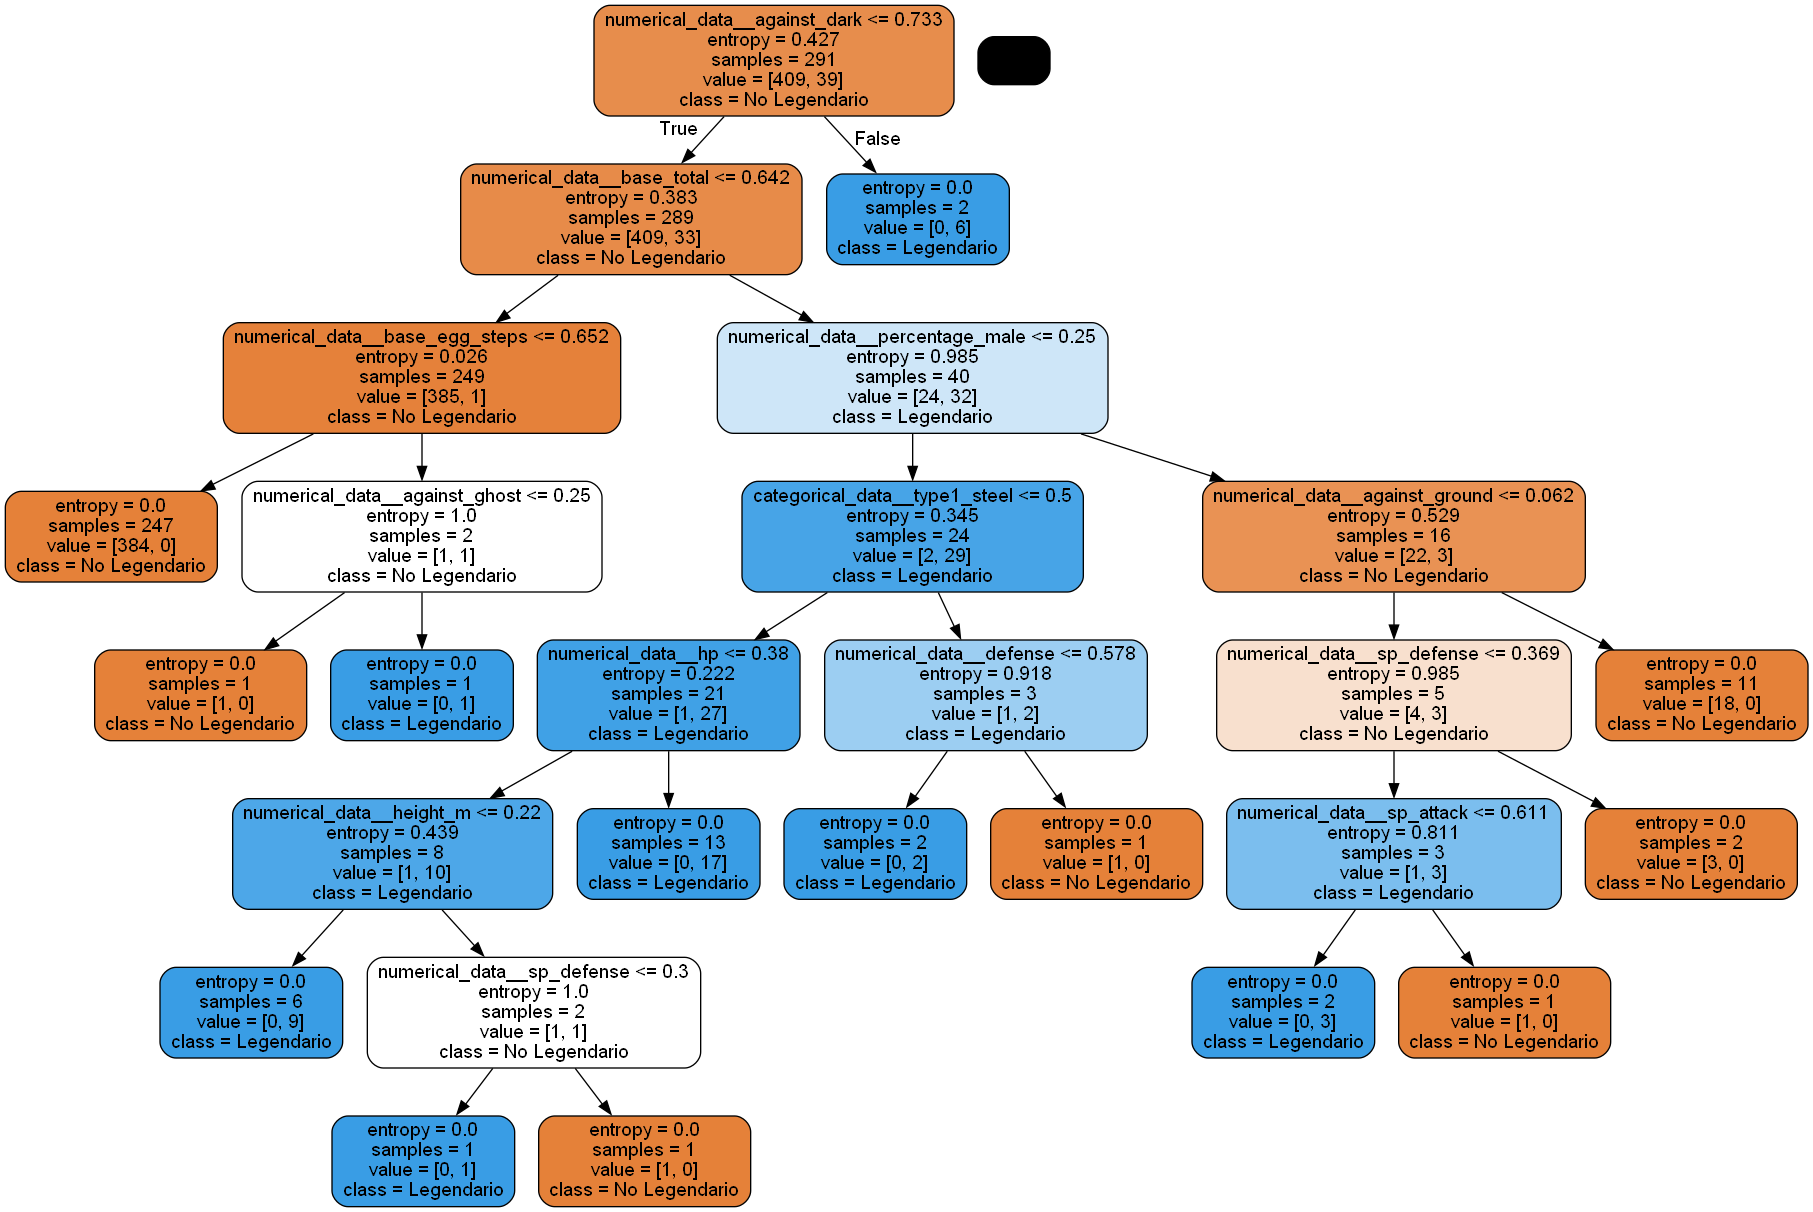 numerical_data__against_dark <= 0.733
entropy = 0.427
samples = 291
value = [409, 39]
class = No Legendario
True
False
numerical_data__base_total <= 0.642
entropy = 0.383
samples = 289
value = [409, 33]
class = No Legendario
entropy = 0.0
samples = 2
value = [0, 6]
class = Legendario
numerical_data__base_egg_steps <= 0.652
entropy = 0.026
samples = 249
value = [385, 1]
class = No Legendario
numerical_data__percentage_male <= 0.25
entropy = 0.985
samples = 40
value = [24, 32]
class = Legendario
entropy = 0.0
samples = 247
value = [384, 0]
class = No Legendario
numerical_data__against_ghost <= 0.25
entropy = 1.0
samples = 2
value = [1, 1]
class = No Legendario
categorical_data__type1_steel <= 0.5
entropy = 0.345
samples = 24
value = [2, 29]
class = Legendario
numerical_data__against_ground <= 0.062
entropy = 0.529
samples = 16
value = [22, 3]
class = No Legendario
entropy = 0.0
samples = 1
value = [1, 0]
class = No Legendario
entropy = 0.0
samples = 1
value = [0, 1]
class = Legendario
numerical_data__hp <= 0.38
entropy = 0.222
samples = 21
value = [1, 27]
class = Legendario
numerical_data__defense <= 0.578
entropy = 0.918
samples = 3
value = [1, 2]
class = Legendario
numerical_data__sp_defense <= 0.369
entropy = 0.985
samples = 5
value = [4, 3]
class = No Legendario
entropy = 0.0
samples = 11
value = [18, 0]
class = No Legendario
numerical_data__height_m <= 0.22
entropy = 0.439
samples = 8
value = [1, 10]
class = Legendario
entropy = 0.0
samples = 13
value = [0, 17]
class = Legendario
entropy = 0.0
samples = 2
value = [0, 2]
class = Legendario
entropy = 0.0
samples = 1
value = [1, 0]
class = No Legendario
numerical_data__sp_attack <= 0.611
entropy = 0.811
samples = 3
value = [1, 3]
class = Legendario
entropy = 0.0
samples = 2
value = [3, 0]
class = No Legendario
entropy = 0.0
samples = 6
value = [0, 9]
class = Legendario
numerical_data__sp_defense <= 0.3
entropy = 1.0
samples = 2
value = [1, 1]
class = No Legendario
entropy = 0.0
samples = 2
value = [0, 3]
class = Legendario
entropy = 0.0
samples = 1
value = [1, 0]
class = No Legendario
entropy = 0.0
samples = 1
value = [0, 1]
class = Legendario
entropy = 0.0
samples = 1
value = [1, 0]
class = No Legendario